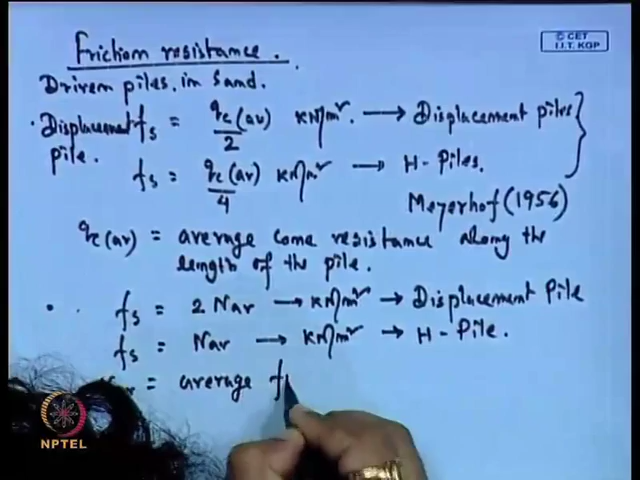 Friction resistance.
© CET
I.I.T. KGP
Driven piles in Sand.
Displacement pile. fs = qc(av)/2 kN/m² → Displacement piles
fs = qc(av)/4 kN/m² → H-Piles.
Meyerhof (1956)
qc(av) = average cone resistance along the
length of the pile.
fs = 2 Nav → kN/m² → Displacement Pile
fs = Nav → kN/m² → H-Pile.
= average
NPTEL